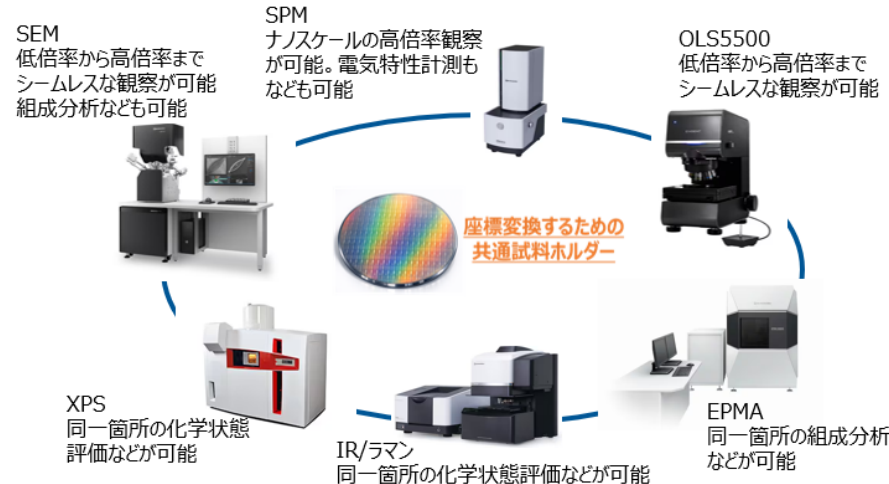 SEM
低倍率から高倍率まで
シームレスな観察が可能
組成分析なども可能
SPM
ナノスケールの高倍率観察
が可能。電気特性計測も
なども可能
OLS5500
低倍率から高倍率まで
シームレスな観察が可能
座標変換するための
共通試料ホルダー
XPS
同一箇所の化学状態
評価などが可能
IR/ラマン
同一箇所の化学状態評価などが可能
EPMA
同一箇所の組成分析
などが可能